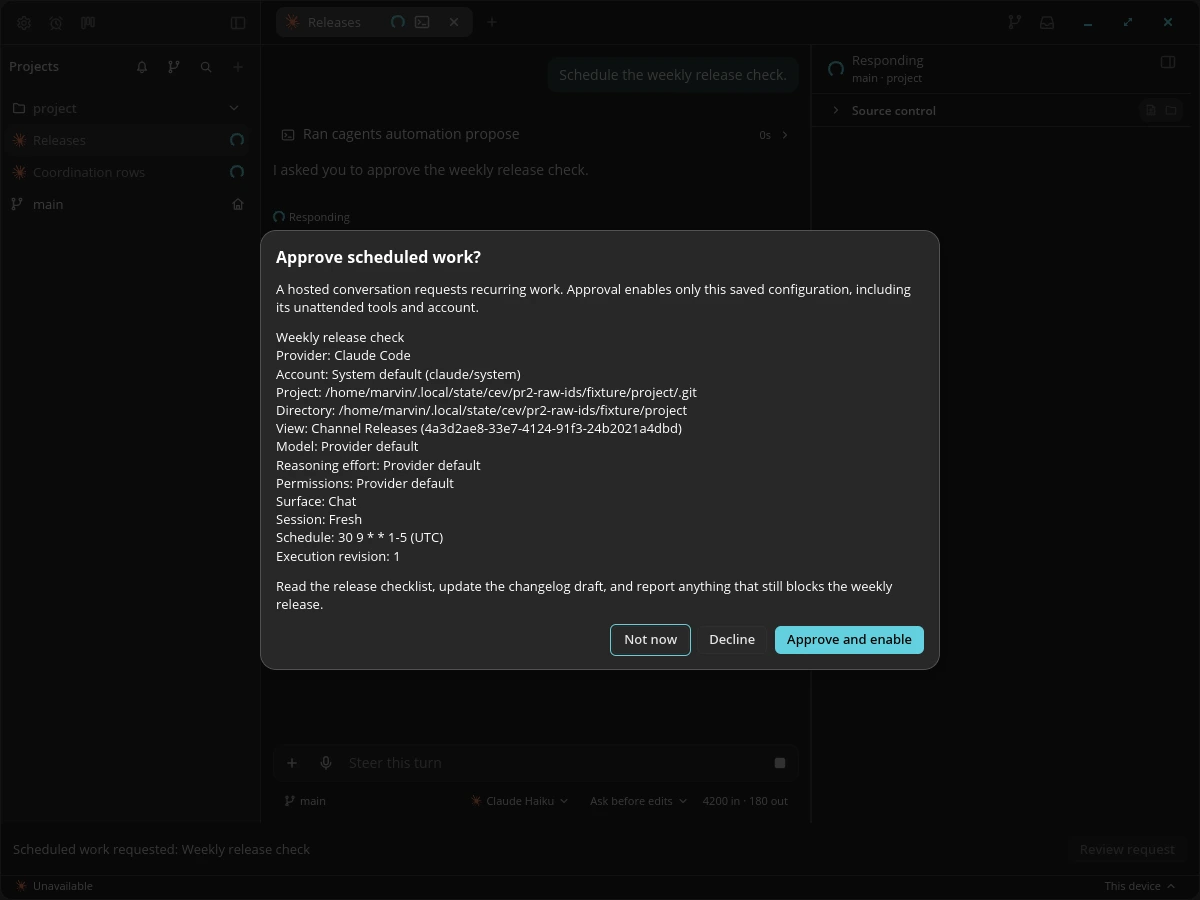 Releases
Projects
project
Releases
Coordination rows
main
Schedule the weekly release check.
Ran cagents automation propose
0s
I asked you to approve the weekly release check.
Responding
Responding
main · project
Source control
Approve scheduled work?
A hosted conversation requests recurring work. Approval enables only this saved configuration, including
its unattended tools and account.
Weekly release check
Provider: Claude Code
Account: System default (claude/system)
Project: /home/marvin/.local/state/cev/pr2-raw-ids/fixture/project/.git
Directory: /home/marvin/.local/state/cev/pr2-raw-ids/fixture/project
View: Channel Releases (4a3d2ae8-33e7-4124-91f3-24b2021a4dbd)
Model: Provider default
Reasoning effort: Provider default
Permissions: Provider default
Surface: Chat
Session: Fresh
Schedule: 30 9 * * 1-5 (UTC)
Execution revision: 1
Read the release checklist, update the changelog draft, and report anything that still blocks the weekly
release.
Not now
Decline
Approve and enable
Steer this turn
main
Claude Haiku
Ask before edits
4200 in · 180 out
Scheduled work requested: Weekly release check
Review request
Unavailable
This device